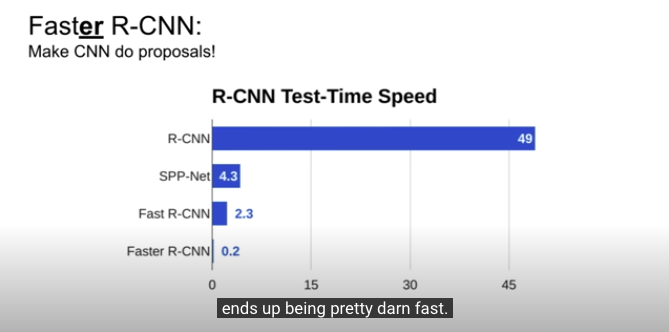 Faster R-CNN:
Make CNN do proposals!
R-CNN Test-Time Speed
R-CNN 49
SPP-Net 4.3
Fast R-CNN 2.3
Faster R-CNN 0.2
0 15 30 45
ends up being pretty darn fast.